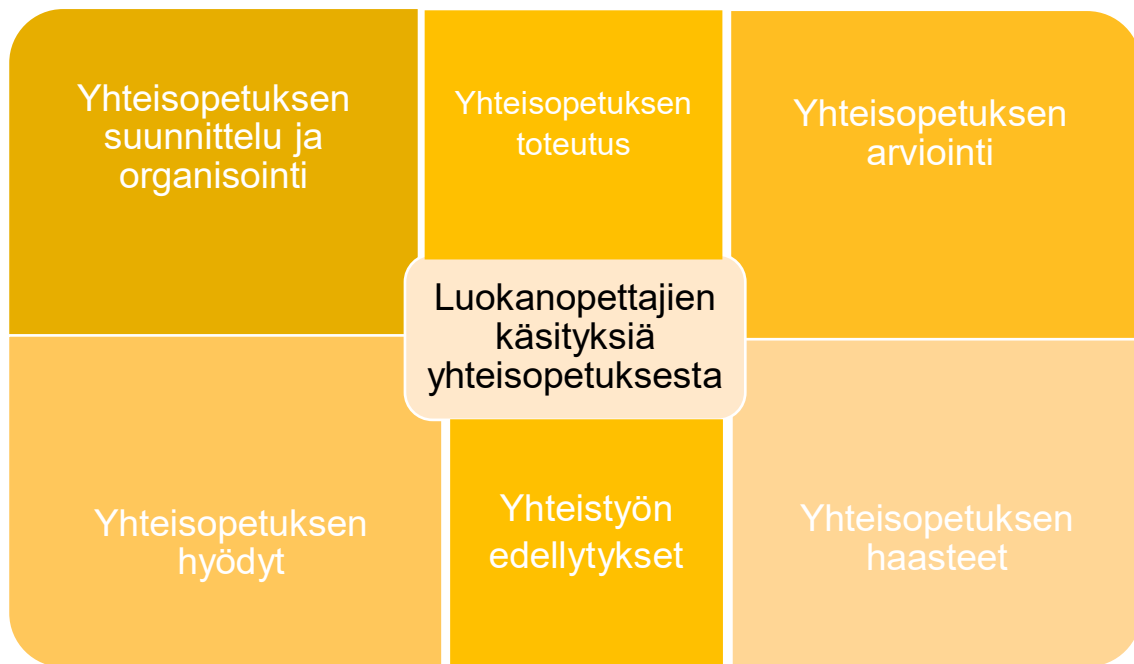 Yhteisopetuksen
suunnittelu ja
organisointi
Yhteisopetuksen
toteutus
Yhteisopetuksen
arviointi
Luokanopettajien
käsityksiä
yhteisopetuksesta
Yhteisopetuksen
hyödyt
Yhteistyön
edellytykset
Yhteisopetuksen
haasteet